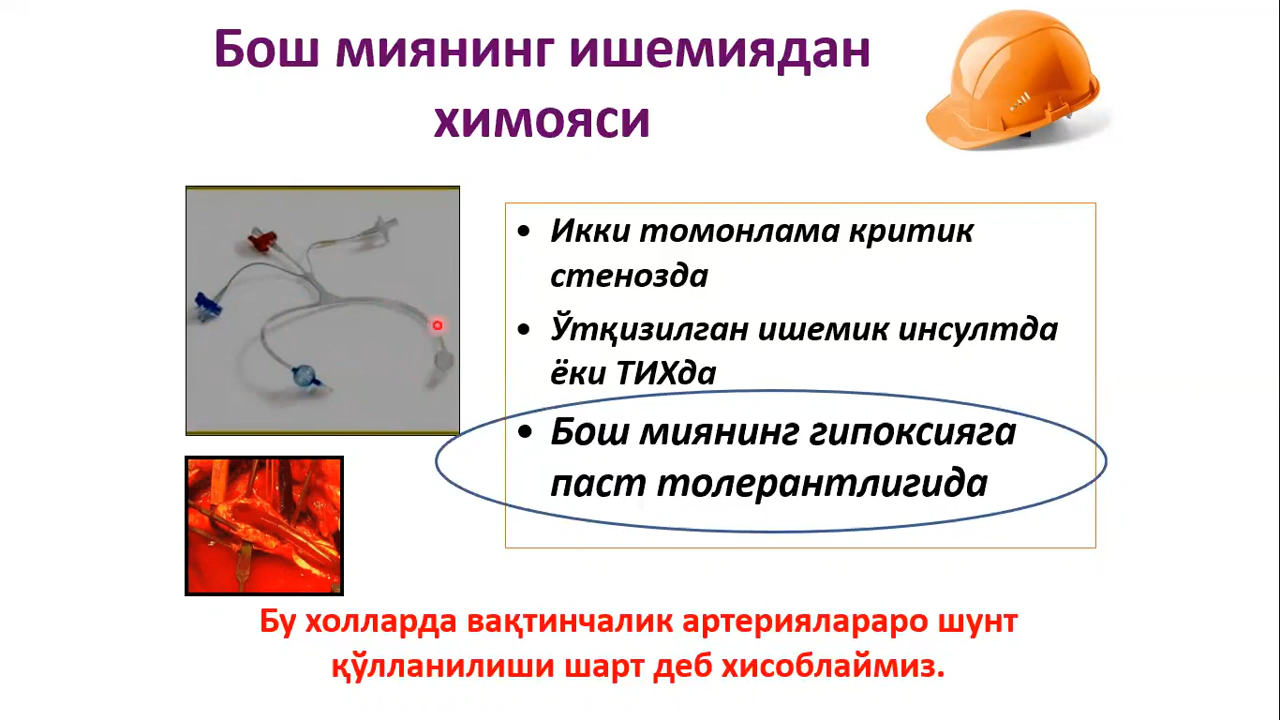 Бош миянинг ишемиядан
химояси
• Икки томонлама критик
стенозда
• Ўтқизилган ишемик инсултда
ёки ТИХда
• Бош миянинг гипоксияга
паст толерантлигида
Бу холларда вақтинчалик артериялараро шунт
қўлланилиши шарт деб хисоблаймиз.